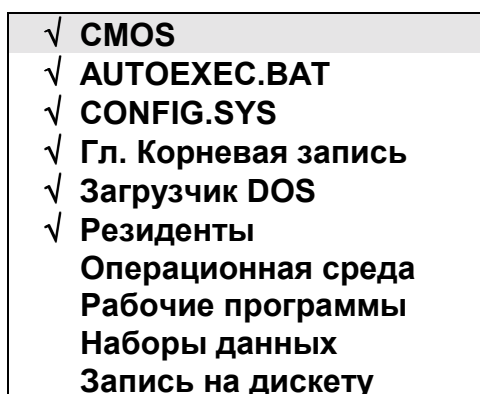 √ CMOS
√ AUTOEXEC.BAT
√ CONFIG.SYS
√ Гл. Корневая запись
√ Загрузчик DOS
√ Резиденты
Операционная среда
Рабочие программы
Наборы данных
Запись на дискету